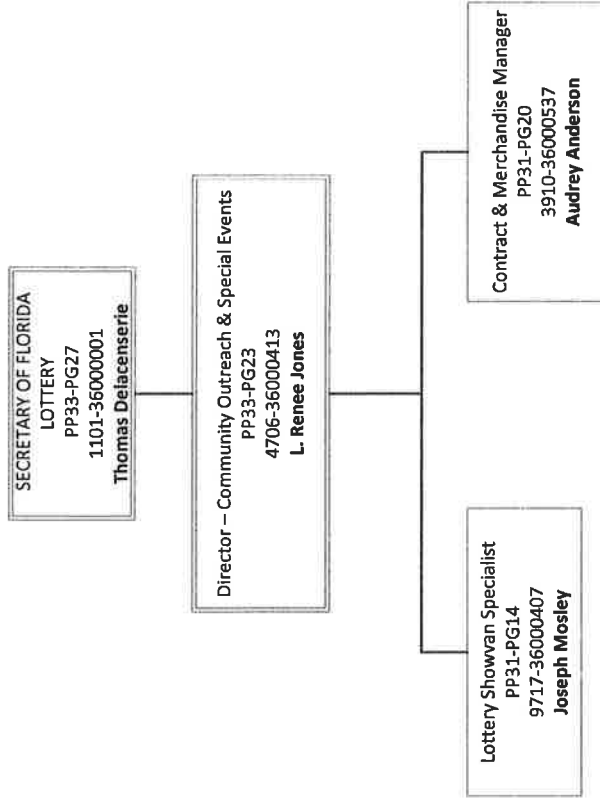 SECRETARY OF FLORIDA
LOTTERY
PP33-PG27
1101-36000001
Thomas Delacenserie
Director – Community Outreach & Special Events
PP33-PG23
4706-36000413
L. Renee Jones
Lottery Showvan Specialist
PP31-PG14
9717-36000407
Joseph Mosley
Contract & Merchandise Manager
PP31-PG20
3910-36000537
Audrey Anderson